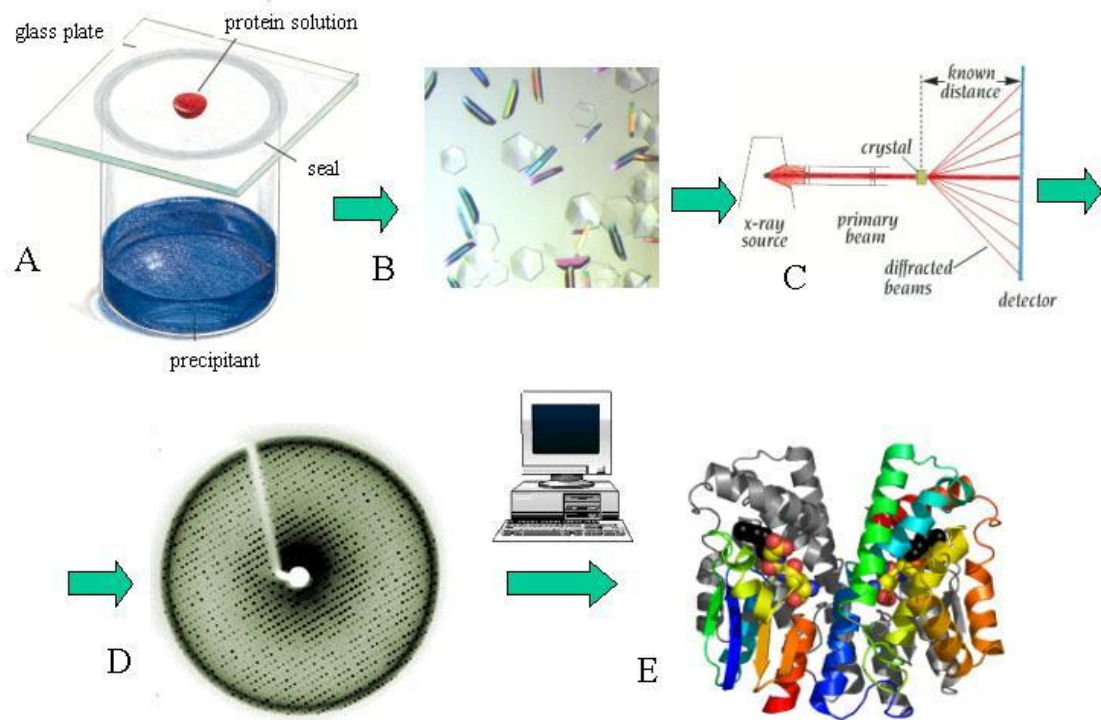 protein solution
glass plate
seal
A
precipitant
B
known
distance
crystal
x-ray
source
primary
beam
C
diffracted
beams
detector
D
E